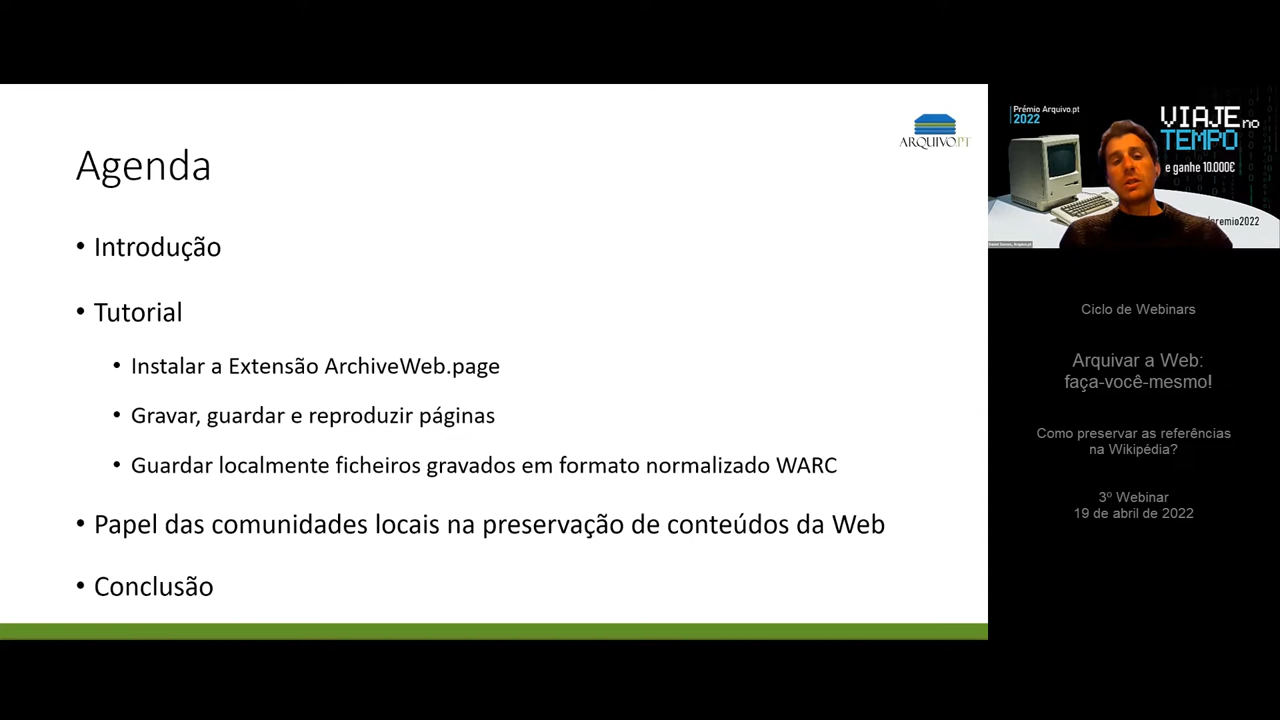 ARQUIVO.PT
Agenda
• Introdução
• Tutorial
• Instalar a Extensão ArchiveWeb.page
• Gravar, guardar e reproduzir páginas
• Guardar localmente ficheiros gravados em formato normalizado WARC
• Papel das comunidades locais na preservação de conteúdos da Web
• Conclusão
Prémio Arquivo.pt
2022
VIAJE no
TEMPO
e ganhe 10.000€
premio2022
Ciclo de Webinars
Arquivar a Web:
faça-você-mesmo!
Como preservar as referências
na Wikipédia?
3º Webinar
19 de abril de 2022